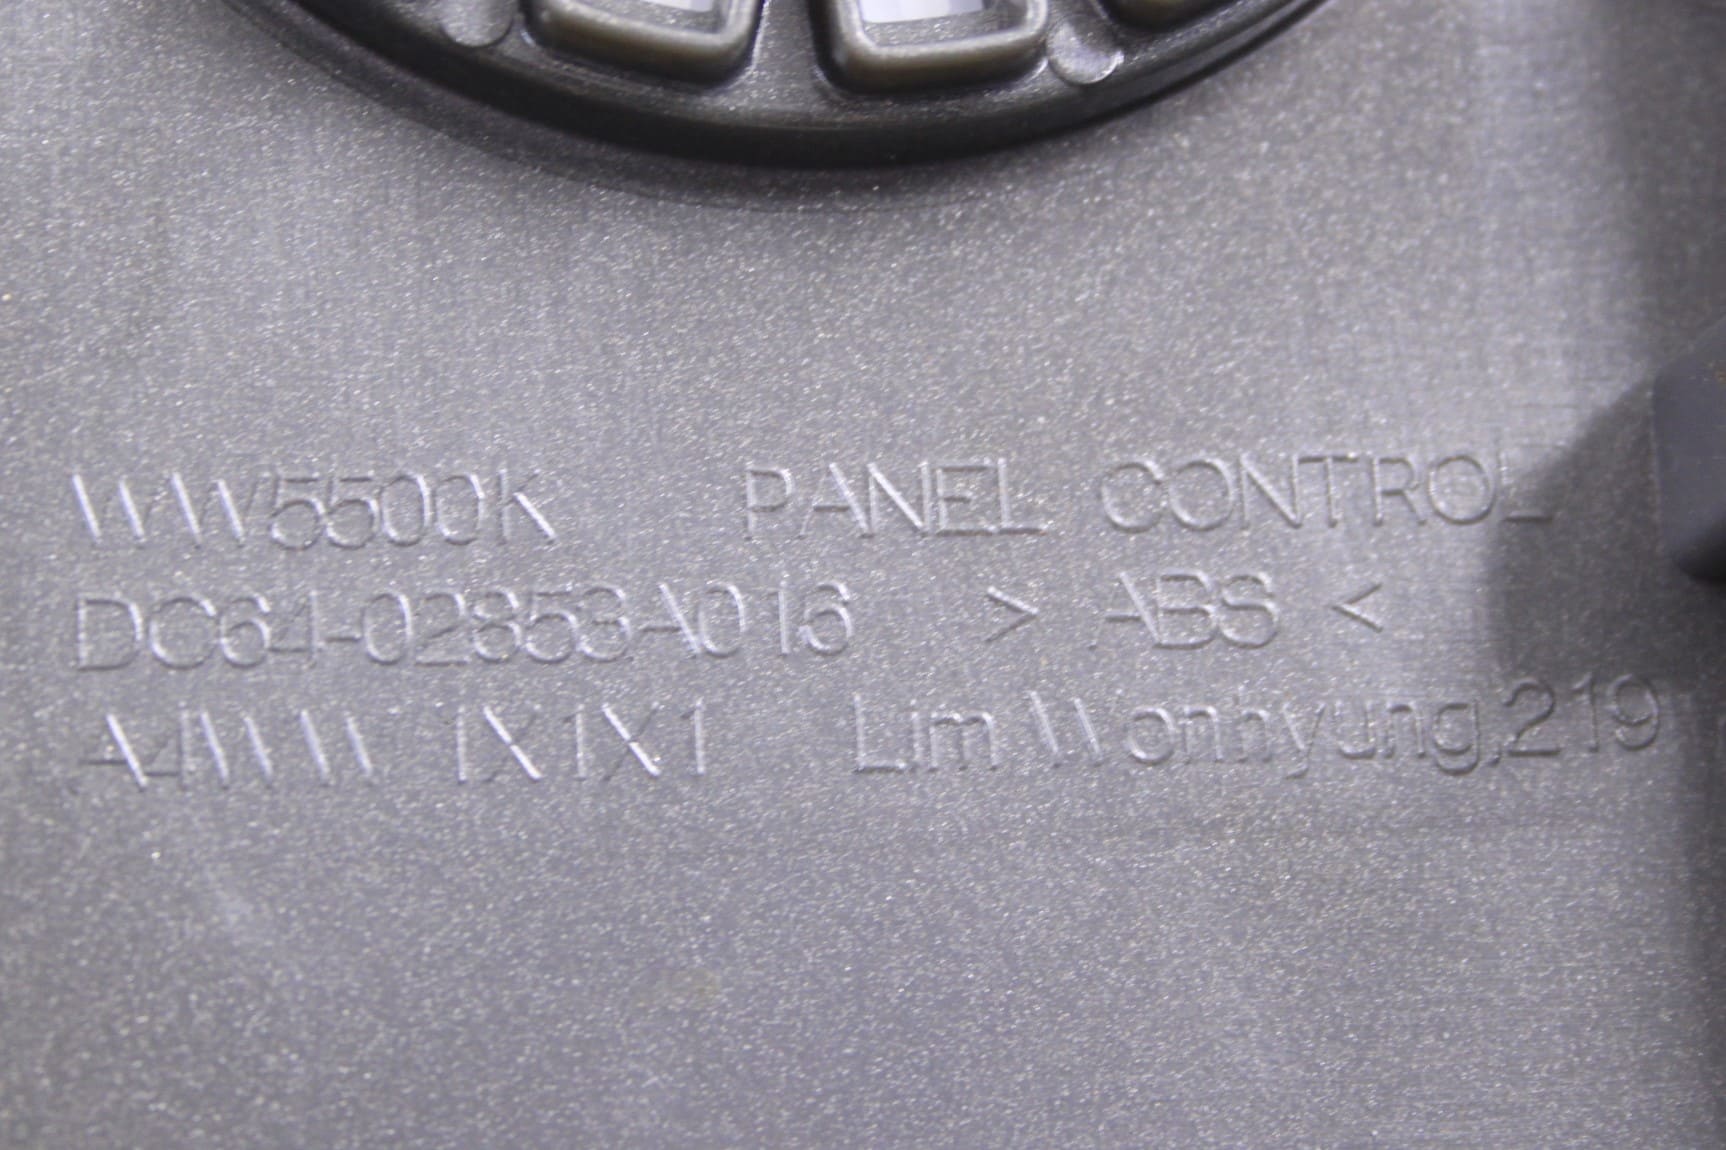 WW5500K PANEL CONTROL
DC64-02853A016 > ABS <
A4WW 1X1X1 Lim Wonhyung,219